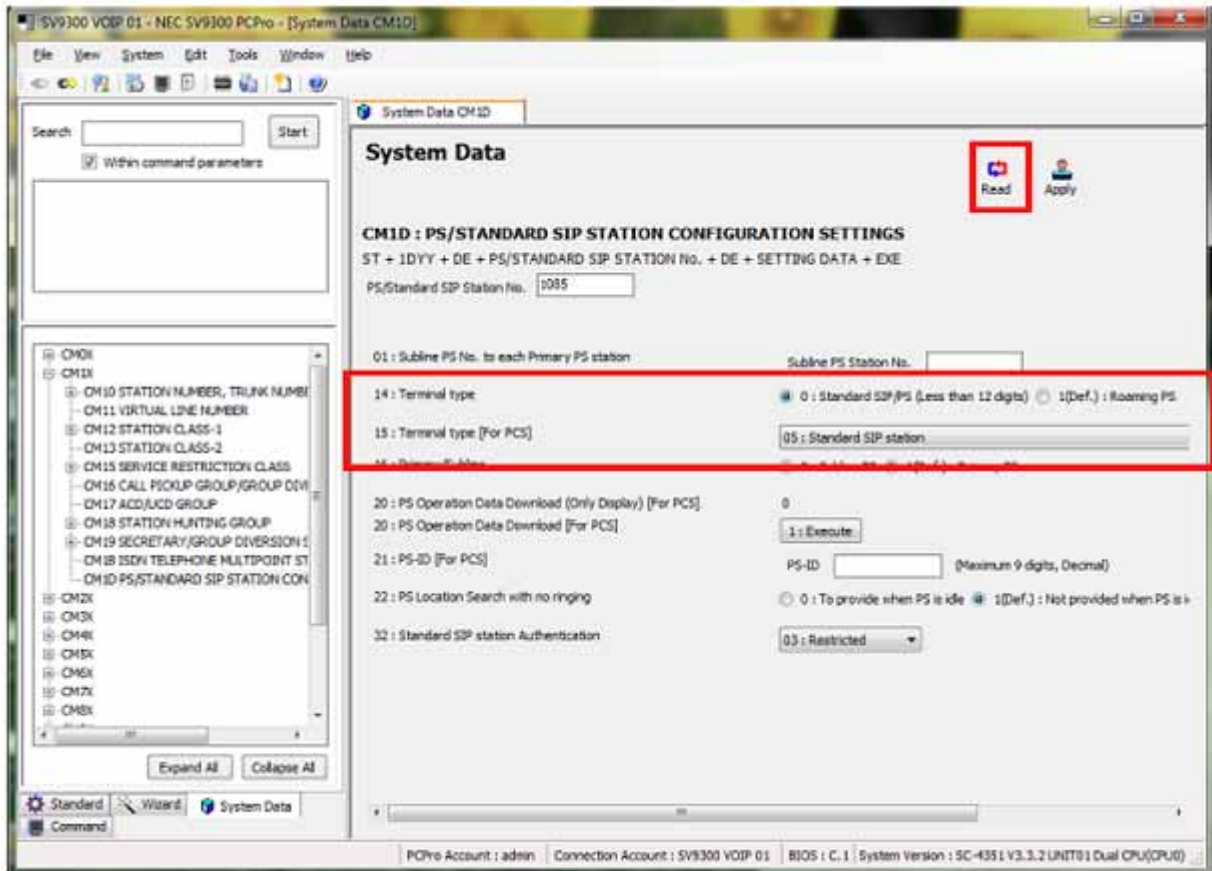 SV9300 VOIP 01 - NEC SV9300 PCPro - [System Data CM1D]
File View System Edit Tools Window Help
Search
Start
Within command parameters
CM0X
CM1X
CM10 STATION NUMBER, TRUNK NUMBE
CM11 VIRTUAL LINE NUMBER
CM12 STATION CLASS-1
CM13 STATION CLASS-2
CM15 SERVICE RESTRICTION CLASS
CM16 CALL PICKUP GROUP/GROUP DIVE
CM17 ACD/UCD GROUP
CM18 STATION HUNTING GROUP
CM19 SECRETARY/GROUP DIVERSION S
CM1B ISDN TELEPHONE MULTIPOINT ST
CM1D PS/STANDARD SIP STATION CON
CM2X
CM3X
CM4X
CM5X
CM6X
CM7X
CM8X
Expand All Collapse All
Standard Wizard System Data
Command
System Data CM1D
System Data
Read Apply
CM1D : PS/STANDARD SIP STATION CONFIGURATION SETTINGS
ST + 1DYY + DE + PS/STANDARD SIP STATION No. + DE + SETTING DATA + EXE
PS/Standard SIP Station No. 1085
01 : Subline PS No. to each Primary PS station Subline PS Station No.
14 : Terminal type 0 : Standard SIP/PS (Less than 12 digits) 1(Def.) : Roaming PS
15 : Terminal type [For PCS] 05 : Standard SIP station
20 : PS Operation Data Download (Only Display) [For PCS] 0
20 : PS Operation Data Download [For PCS] 1 : Execute
21 : PS-ID [For PCS] PS-ID (Maximum 9 digits, Decimal)
22 : PS Location Search with no ringing 0 : To provide when PS is idle 1(Def.) : Not provided when PS is
32 : Standard SIP station Authentication 03 : Restricted
PCPro Account : admin Connection Account : SV9300 VOIP 01 BIOS : C.1 System Version : SC-4351 V3.3.2 UNIT01 Dual CPU(CPU0)